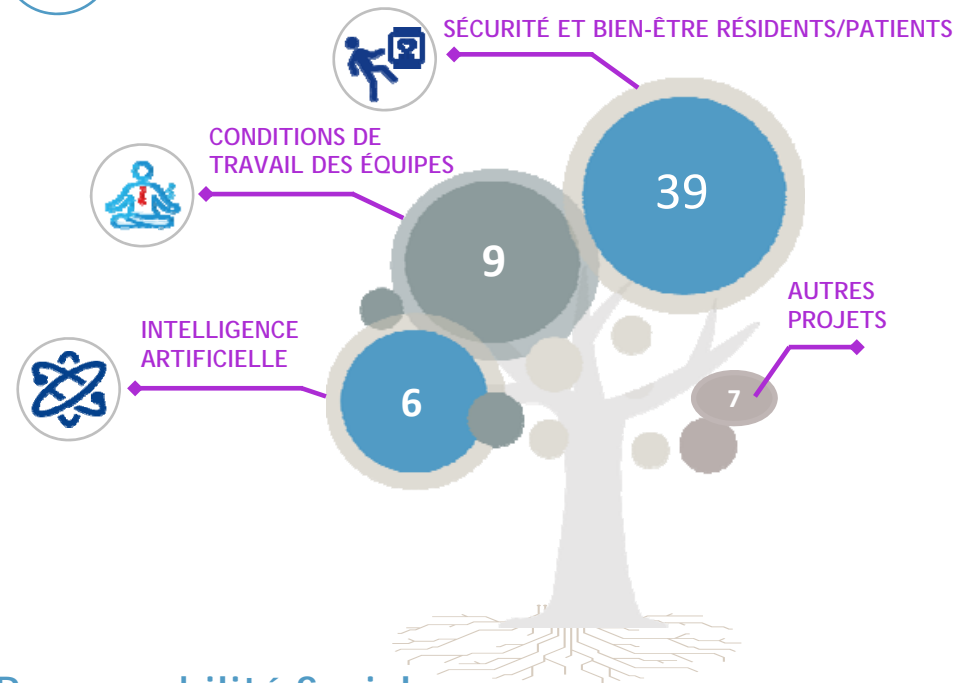 SÉCURITÉ ET BIEN-ÊTRE RÉSIDENTS/PATIENTS
CONDITIONS DE
TRAVAIL DES ÉQUIPES
39
9
AUTRES
PROJETS
INTELLIGENCE
ARTIFICIELLE
7
6